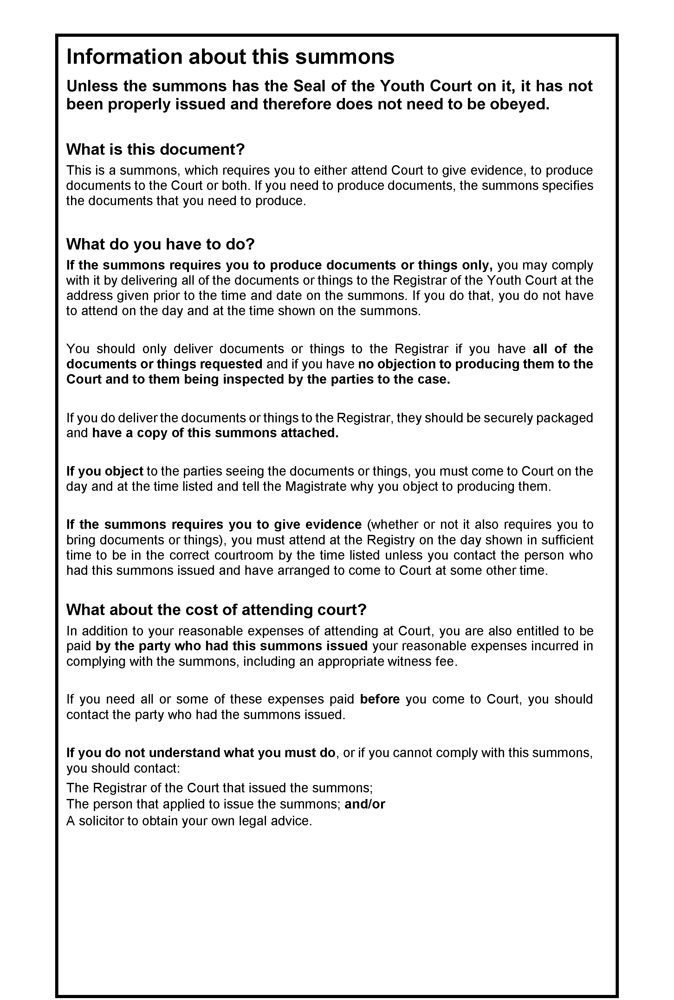 Information about this summons
Unless the summons has the Seal of the Youth Court on it, it has not
been properly issued and therefore does not need to be obeyed.
What is this document?
This is a summons, which requires you to either attend Court to give evidence, to produce
documents to the Court or both. If you need to produce documents, the summons specifies
the documents that you need to produce.
What do you have to do?
If the summons requires you to produce documents or things only, you may comply
with it by delivering all of the documents or things to the Registrar of the Youth Court at the
address given prior to the time and date on the summons. If you do that, you do not have
to attend on the day and at the time shown on the summons.
You should only deliver documents or things to the Registrar if you have all of the
documents or things requested and if you have no objection to producing them to the
Court and to them being inspected by the parties to the case.
If you do deliver the documents or things to the Registrar, they should be securely packaged
and have a copy of this summons attached.
If you object to the parties seeing the documents or things, you must come to Court on the
day and at the time listed and tell the Magistrate why you object to producing them.
If the summons requires you to give evidence (whether or not it also requires you to
bring documents or things), you must attend at the Registry on the day shown in sufficient
time to be in the correct courtroom by the time listed unless you contact the person who
had this summons issued and have arranged to come to Court at some other time.
What about the cost of attending court?
In addition to your reasonable expenses of attending at Court, you are also entitled to be
paid by the party who had this summons issued your reasonable expenses incurred in
complying with the summons, including an appropriate witness fee.
If you need all or some of these expenses paid before you come to Court, you should
contact the party who had the summons issued.
If you do not understand what you must do, or if you cannot comply with this summons,
you should contact:
The Registrar of the Court that issued the summons;
The person that applied to issue the summons; and/or
A solicitor to obtain your own legal advice.